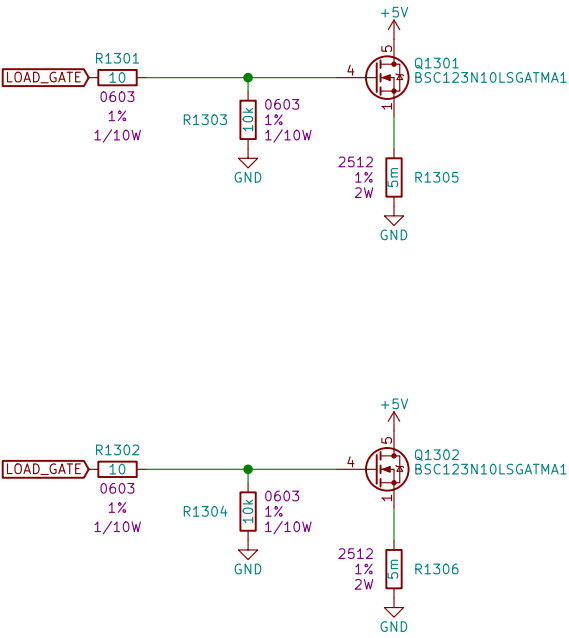 +5V
R1301
Q1301
5
LOAD_GATE
10
4
BSC123N10LSGATMA1
0603
1%
1/10W
R1303
10k
0603
1%
1/10W
1
GND
2512
1%
2W
5m
R1305
GND
+5V
R1302
Q1302
5
LOAD_GATE
10
4
BSC123N10LSGATMA1
0603
1%
1/10W
R1304
10k
0603
1%
1/10W
1
GND
2512
1%
2W
5m
R1306
GND